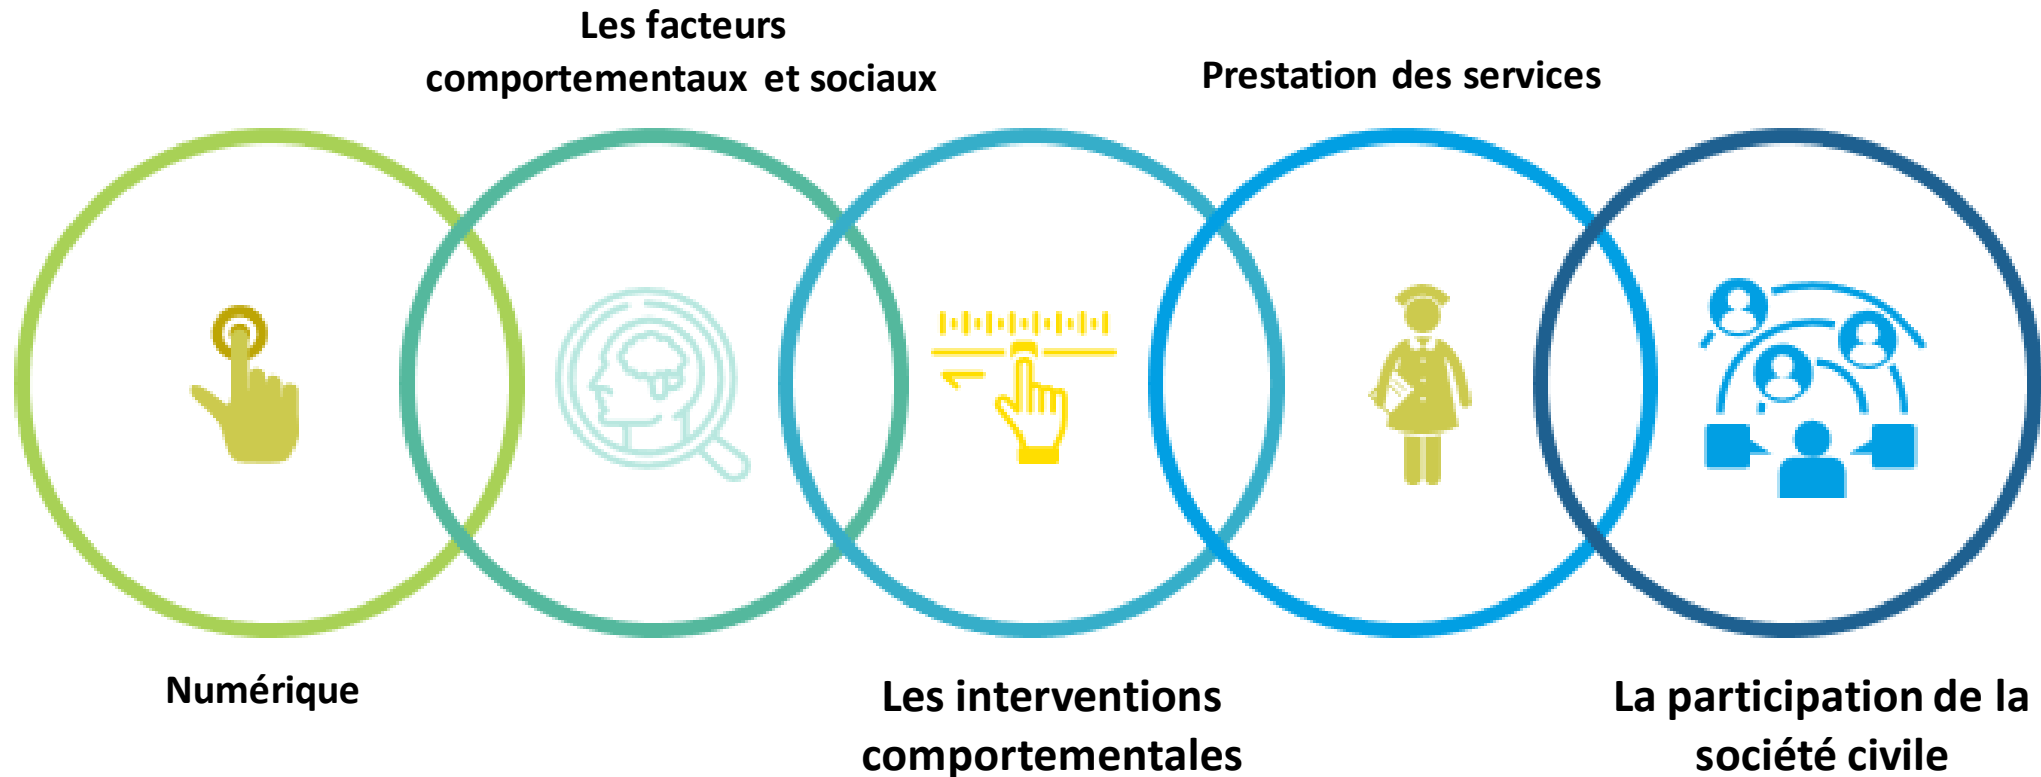 Les facteurs
comportementaux et sociaux
Prestation des services
Numérique
Les interventions
comportementales
La participation de la
société civile